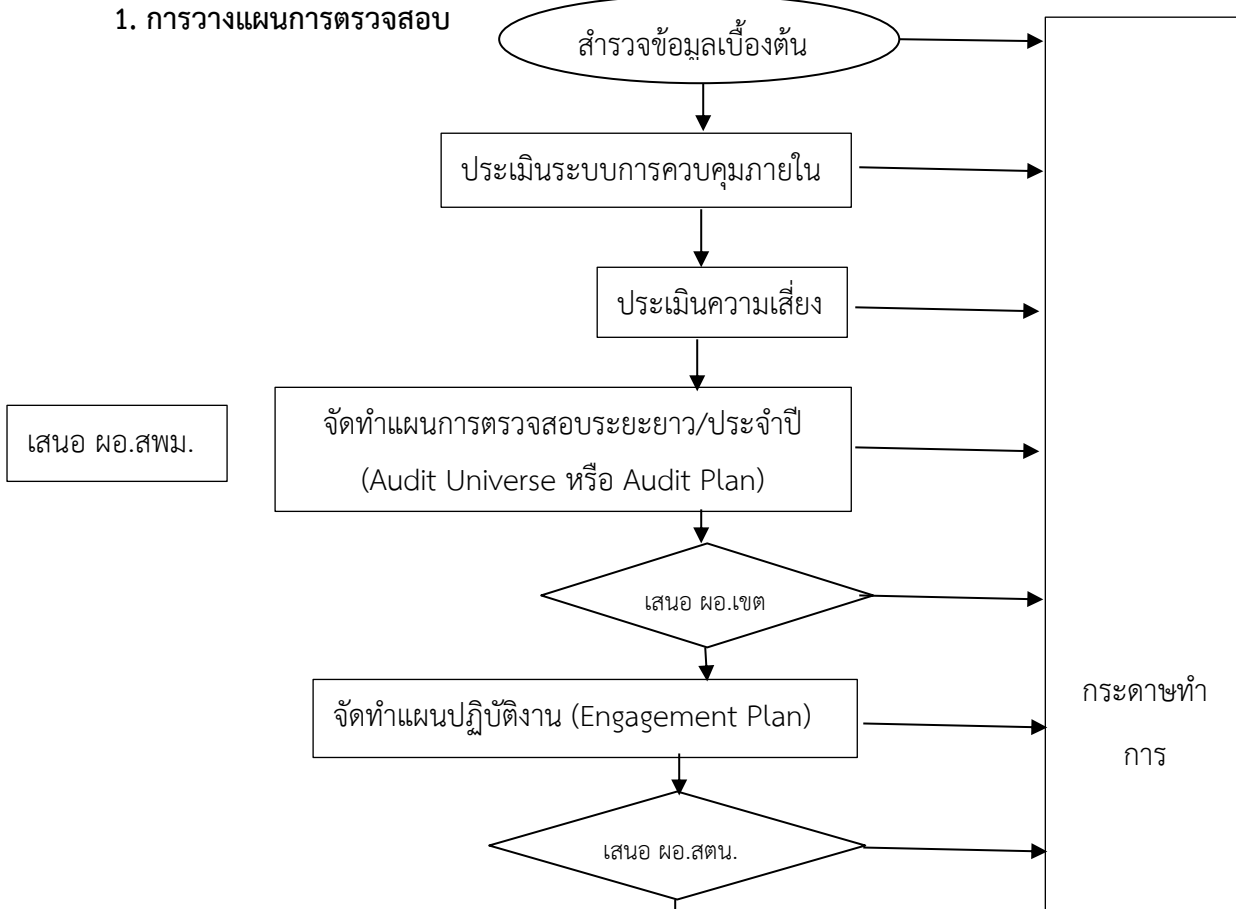 1. การวางแผนการตรวจสอบ
สำรวจข้อมูลเบื้องต้น
ประเมินระบบการควบคุมภายใน
ประเมินความเสี่ยง
เสนอ ผอ.สพม.
จัดทำแผนการตรวจสอบระยะยาว/ประจำปี
(Audit Universe หรือ Audit Plan)
เสนอ ผอ.เขต
จัดทำแผนปฏิบัติงาน (Engagement Plan)
เสนอ ผอ.สตน.
กระดาษทำ
การ